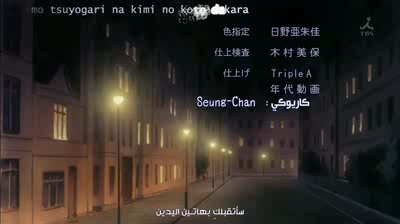 mo tsuyogari na kimi no koto dakara
TBS
色指定 日野亜朱佳
仕上検査 木村美保
仕上げ Triple A
年代動画
Seung-Chan : كاريوكي
سأتقبلكِ بهاتين اليدين